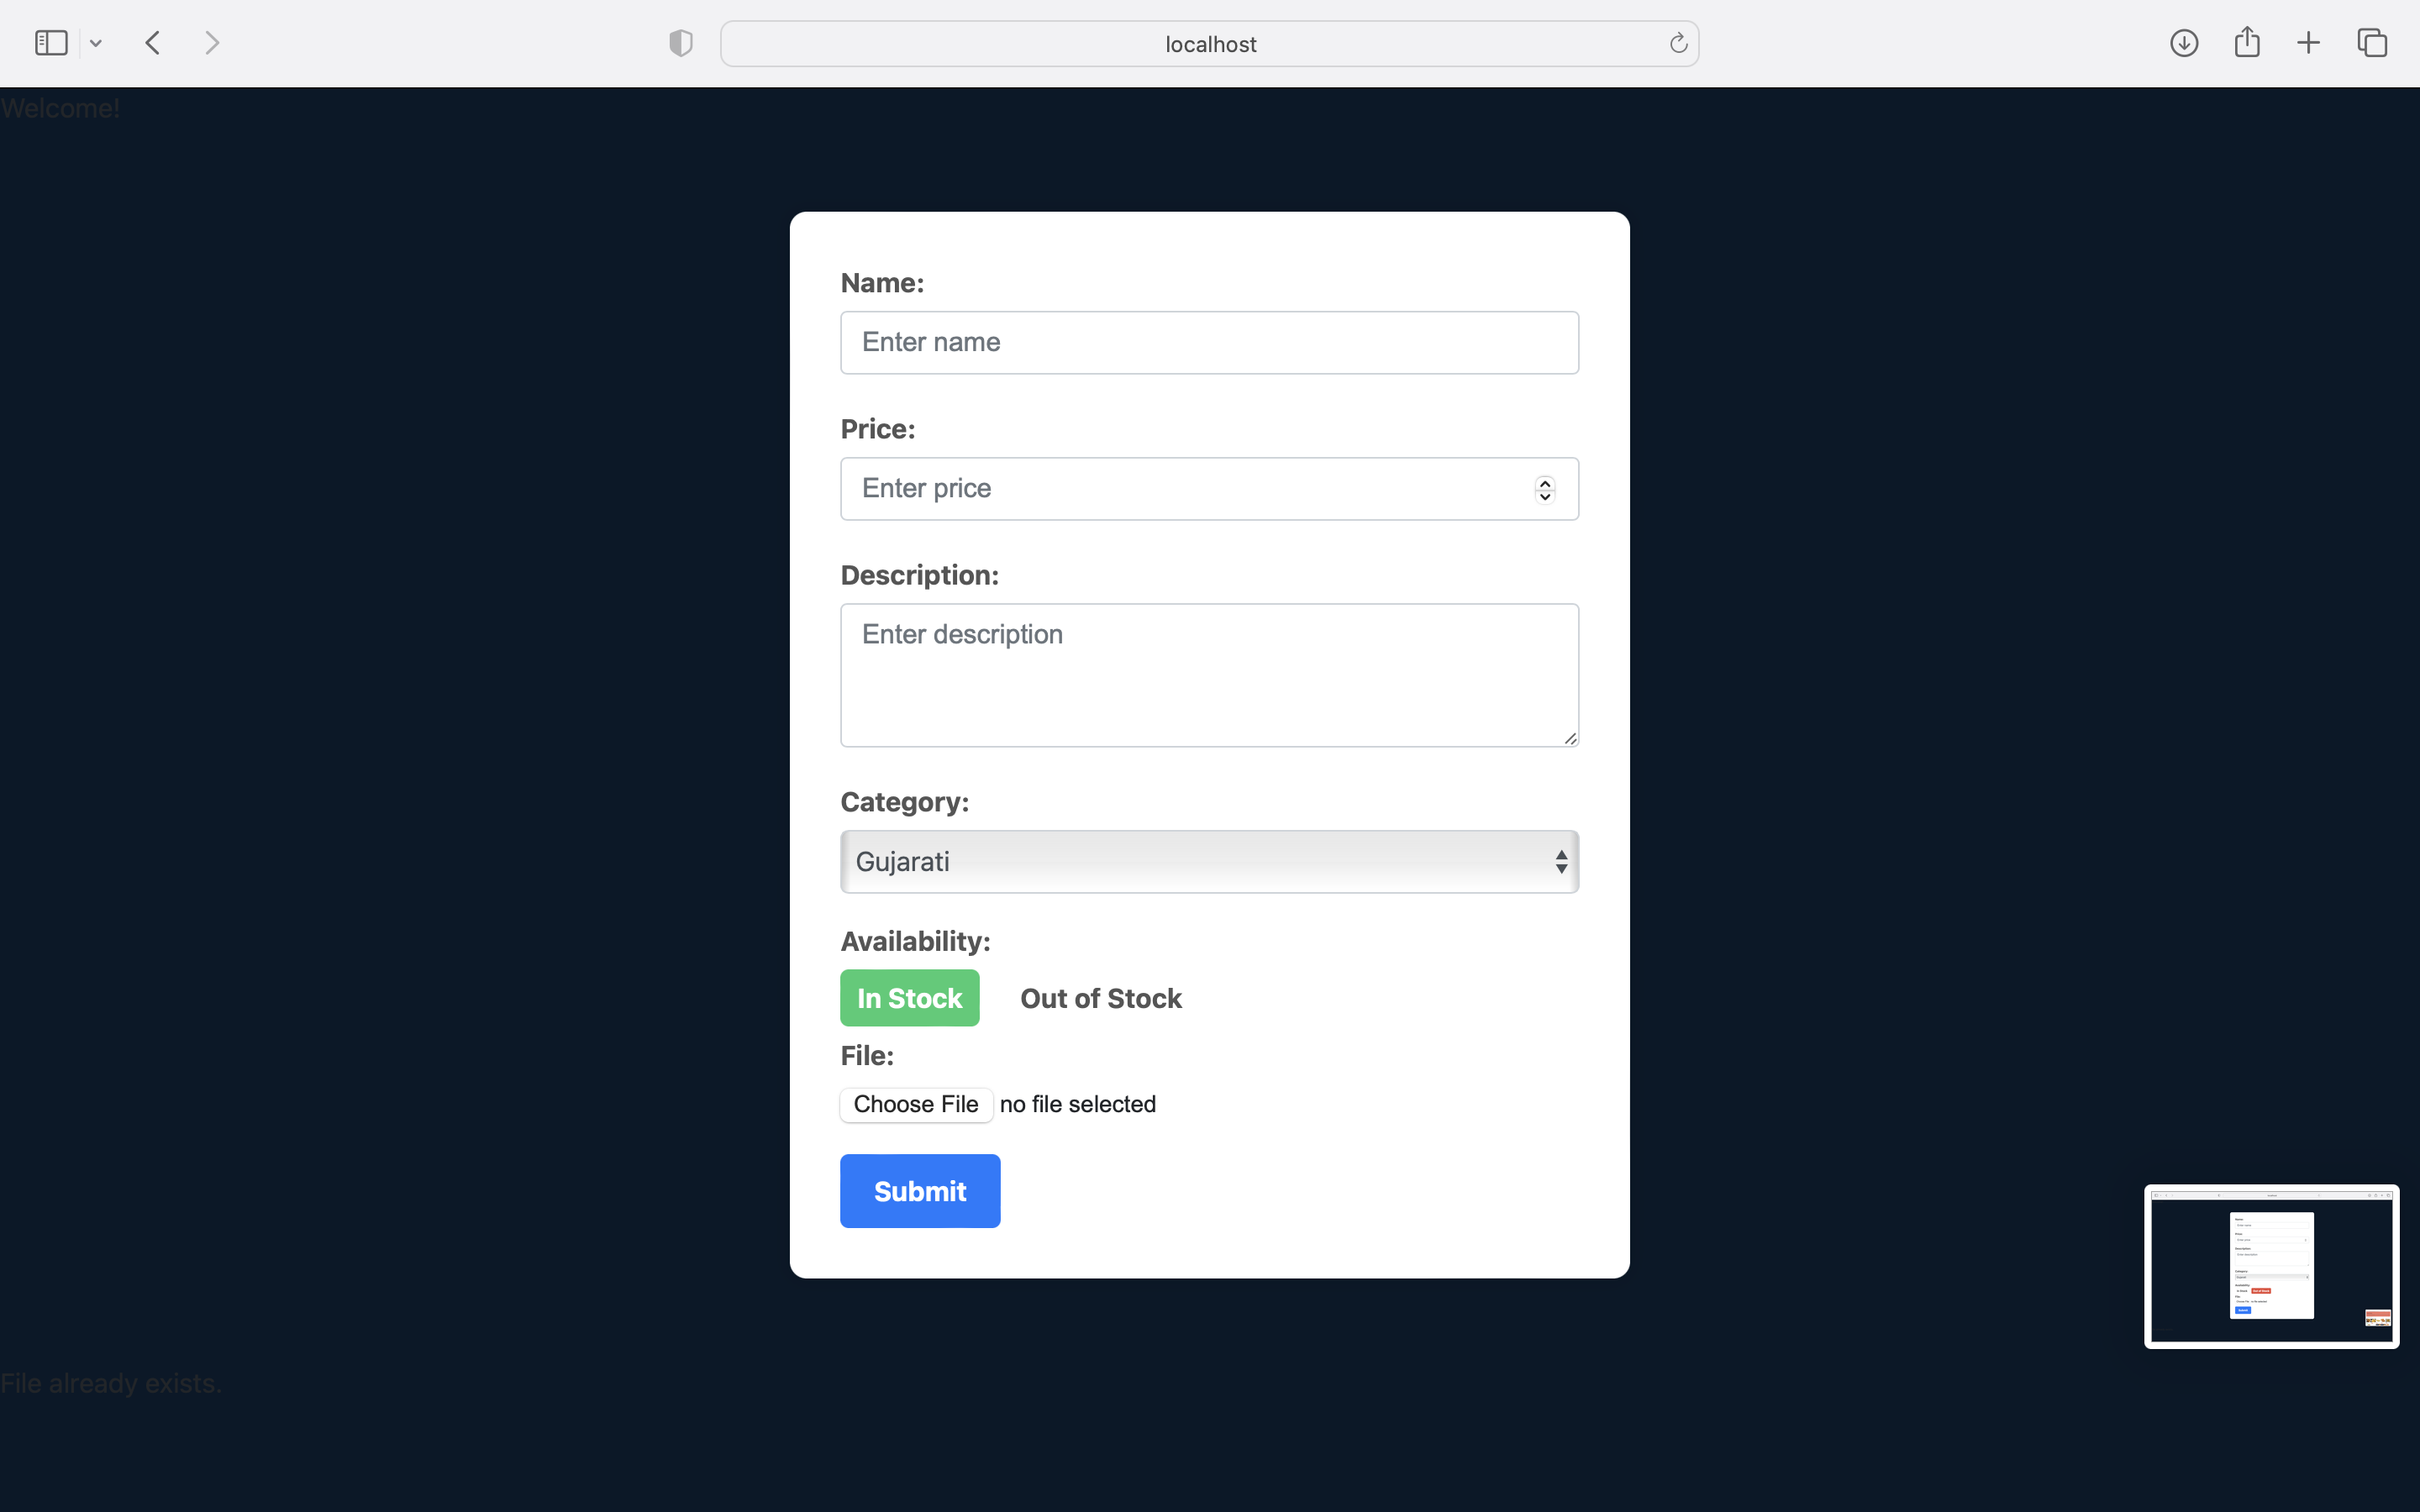 localhost
Welcome!
Name:
Enter name
Price:
Enter price
Description:
Enter description
Category:
Gujarati
Availability:
In Stock
Out of Stock
File:
Choose File no file selected
Submit
File already exists.